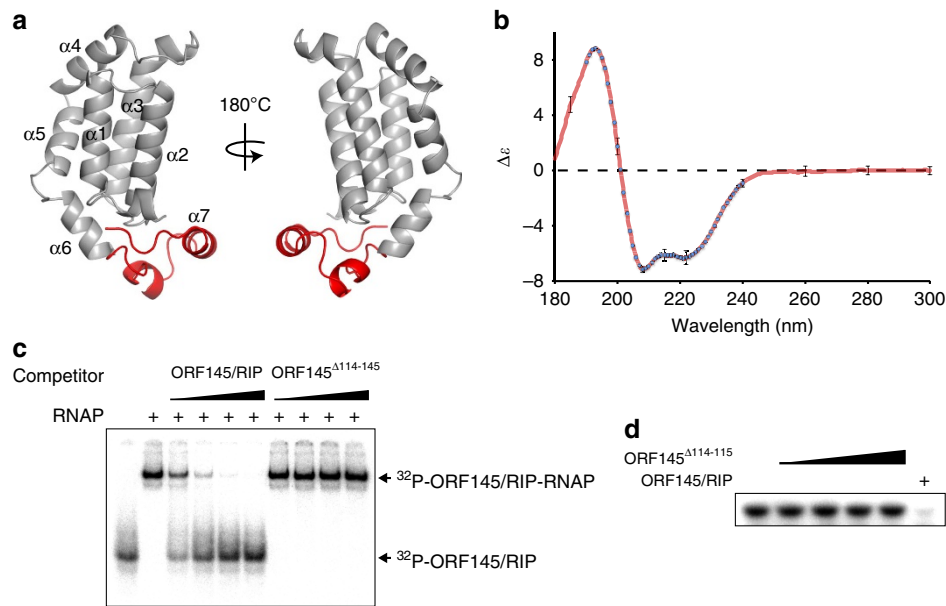 a
α4
α3
α5
α1
α2
α7
α6
180°C
b
Δε
8
4
0
−4
−8
180
200
220
240
260
280
300
Wavelength (nm)
c
Competitor
ORF145/RIP
ORF145^Δ114-145
RNAP
+ + + + + + + + +
³²P-ORF145/RIP-RNAP
³²P-ORF145/RIP
d
ORF145^Δ114-115
ORF145/RIP
+